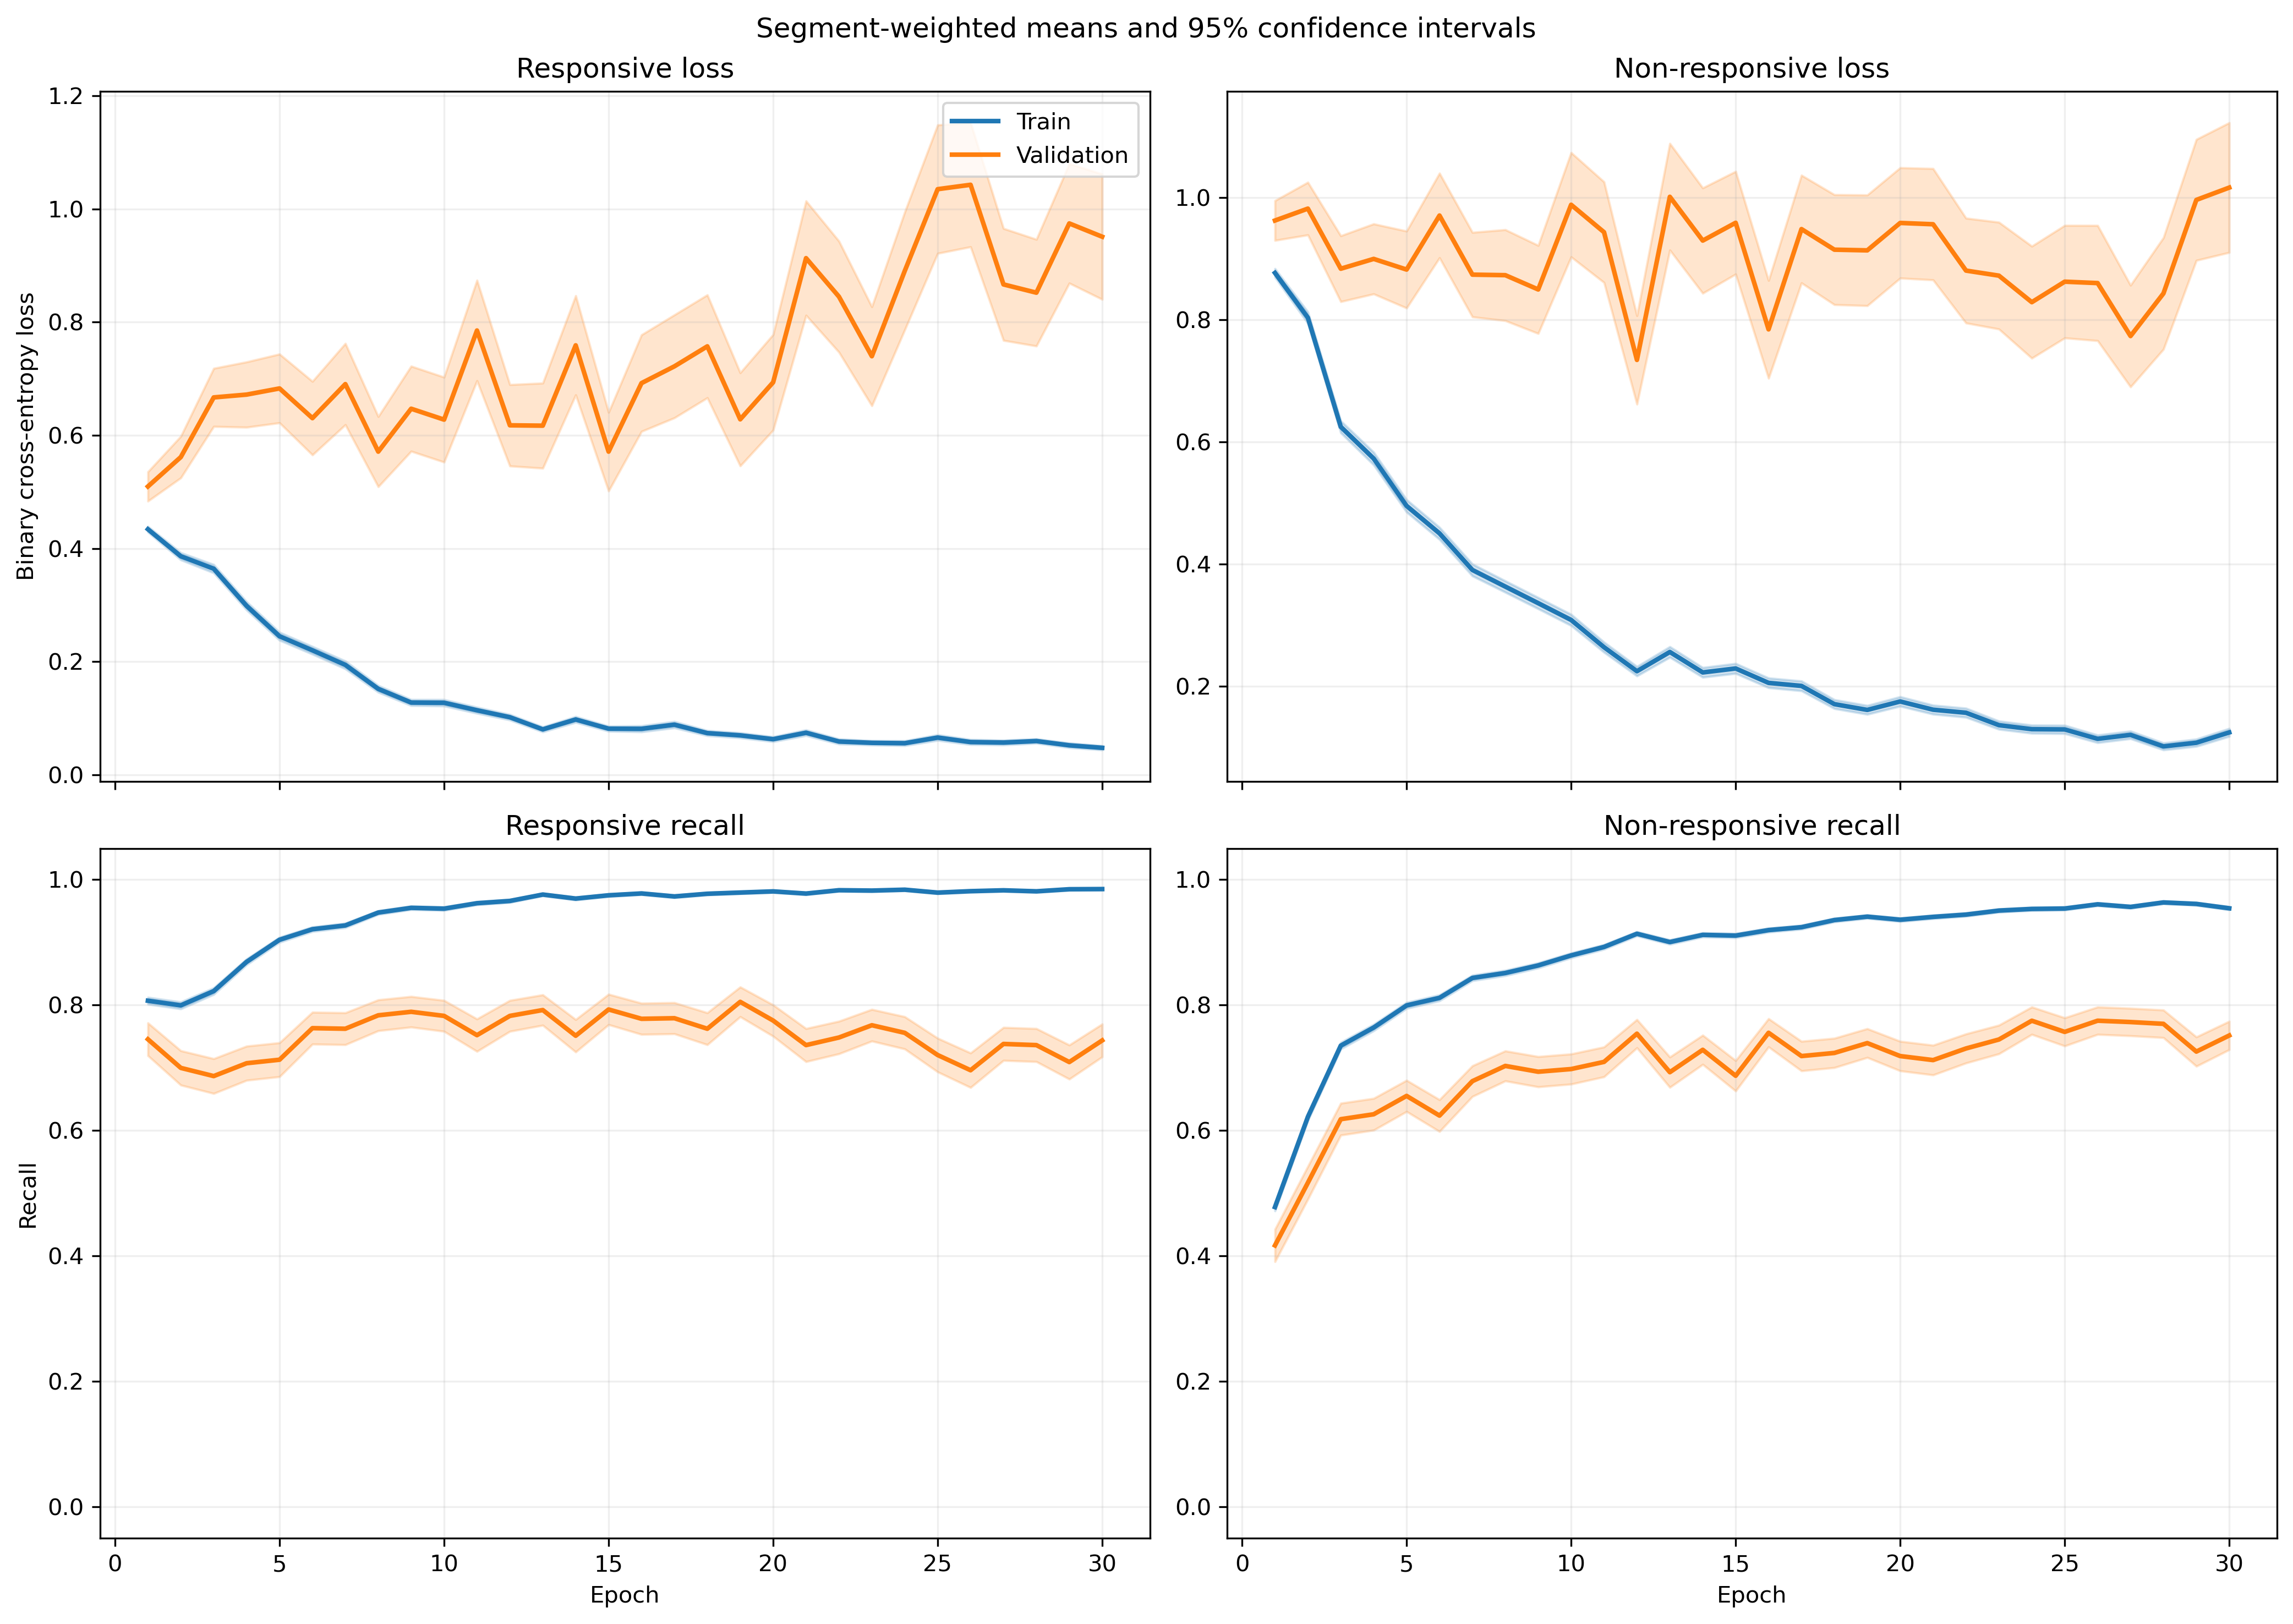 Segment-weighted means and 95% confidence intervals
Responsive loss
Non-responsive loss
Binary cross-entropy loss
1.2
1.0
0.8
0.6
0.4
0.2
0.0
Train
Validation
1.0
0.8
0.6
0.4
0.2
Responsive recall
Non-responsive recall
Recall
1.0
0.8
0.6
0.4
0.2
0.0
0 5 10 15 20 25 30
Epoch
1.0
0.8
0.6
0.4
0.2
0.0
0 5 10 15 20 25 30
Epoch